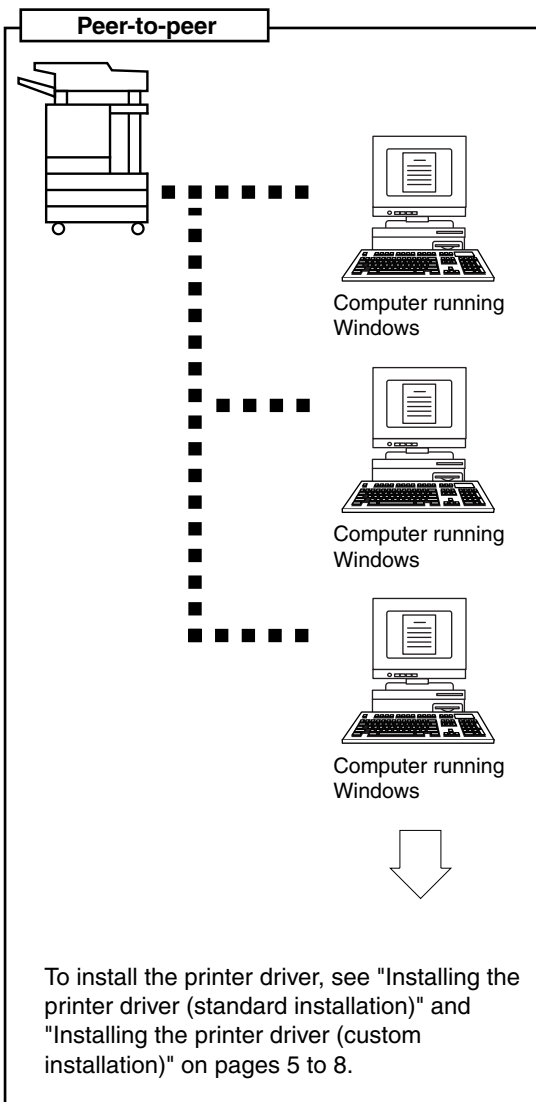 Peer-to-peer
Computer running
Windows
Computer running
Windows
Computer running
Windows
To install the printer driver, see "Installing the
printer driver (standard installation)" and
"Installing the printer driver (custom
installation)" on pages 5 to 8.